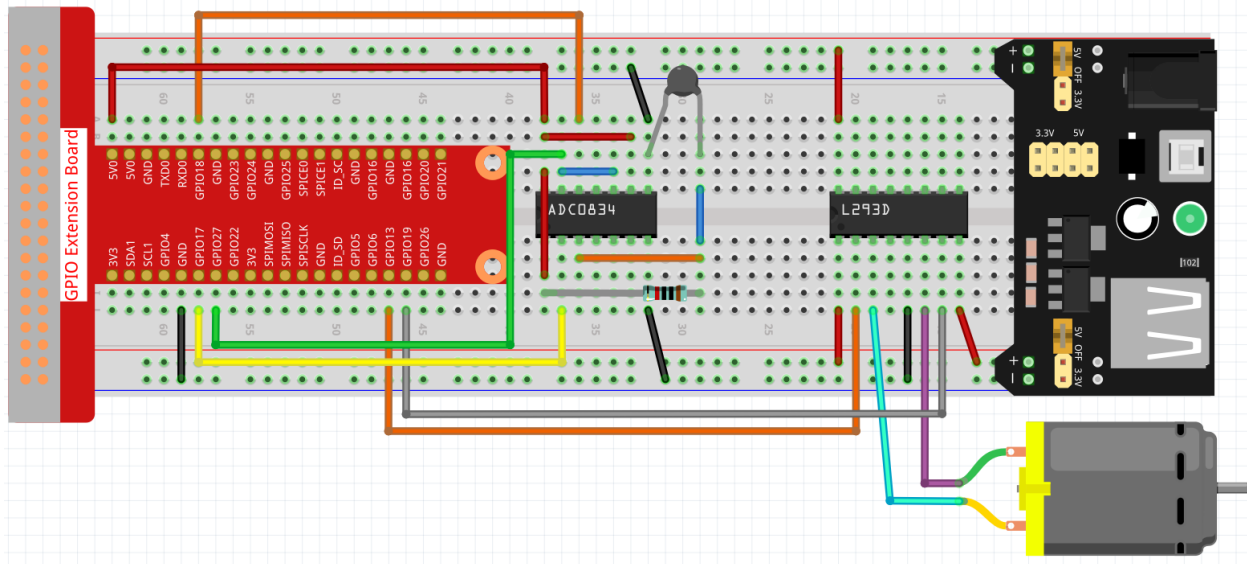 GPIO Extension Board
5V0
5V0
GND
TXD0
RXD0
GPIO18
GND
GPIO23
GPIO24
GND
GPIO25
SPICE0
SPICE1
ID_SC
GND
GPIO16
GND
GPIO16
GPIO20
GPIO21
3V3
SDA1
SCL1
GPIO4
GND
GPIO17
GPIO27
GPIO22
3V3
SPIMOSI
SPIMISO
SPISCLK
GND
ID_SD
GPIO5
GPIO6
GPIO13
GPIO19
GPIO26
GND
60
55
50
45
40
35
30
25
20
15
A
B
ADC0834
L293D
60
55
50
45
35
30
25
+
-
5V OFF 3.3V
3.3V 5V
102
5V OFF 3.3V
+
-